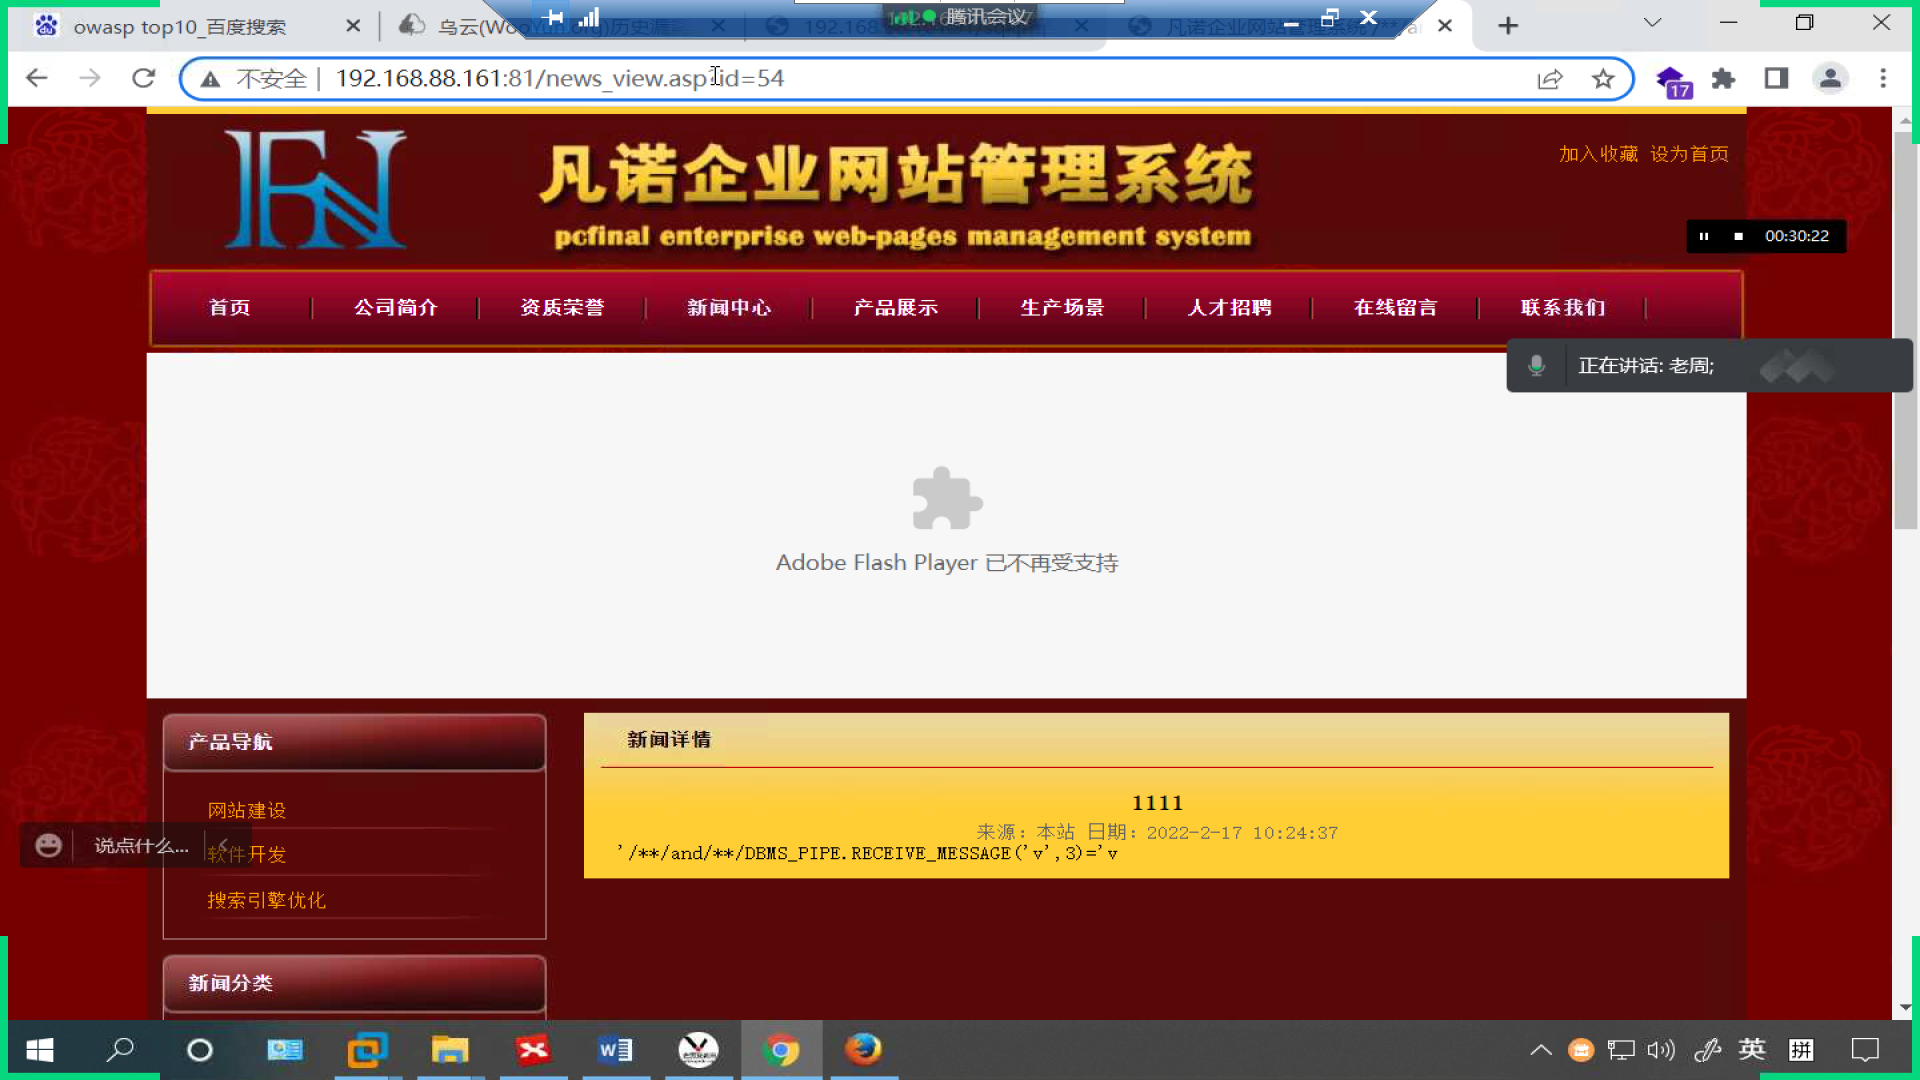 owasp top10_百度搜索
乌云(WooYun.org)历史漏
192.168
腾讯会议
凡诺企业网站管理系统
不安全
192.168.88.161:81/news_view.asp?id=54
17
FN
凡诺企业网站管理系统
pcfinal enterprise web-pages management system
加入收藏 设为首页
00:30:22
首页
公司简介
资质荣誉
新闻中心
产品展示
生产场景
人才招聘
在线留言
联系我们
正在讲话: 老周;
Adobe Flash Player 已不再受支持
产品导航
网站建设
软件开发
搜索引擎优化
说点什么...
新闻分类
新闻详情
1111
来源：本站 日期：2022-2-17 10:24:37
'/**/and/**/DBMS_PIPE.RECEIVE_MESSAGE('v',3)='v
英
拼